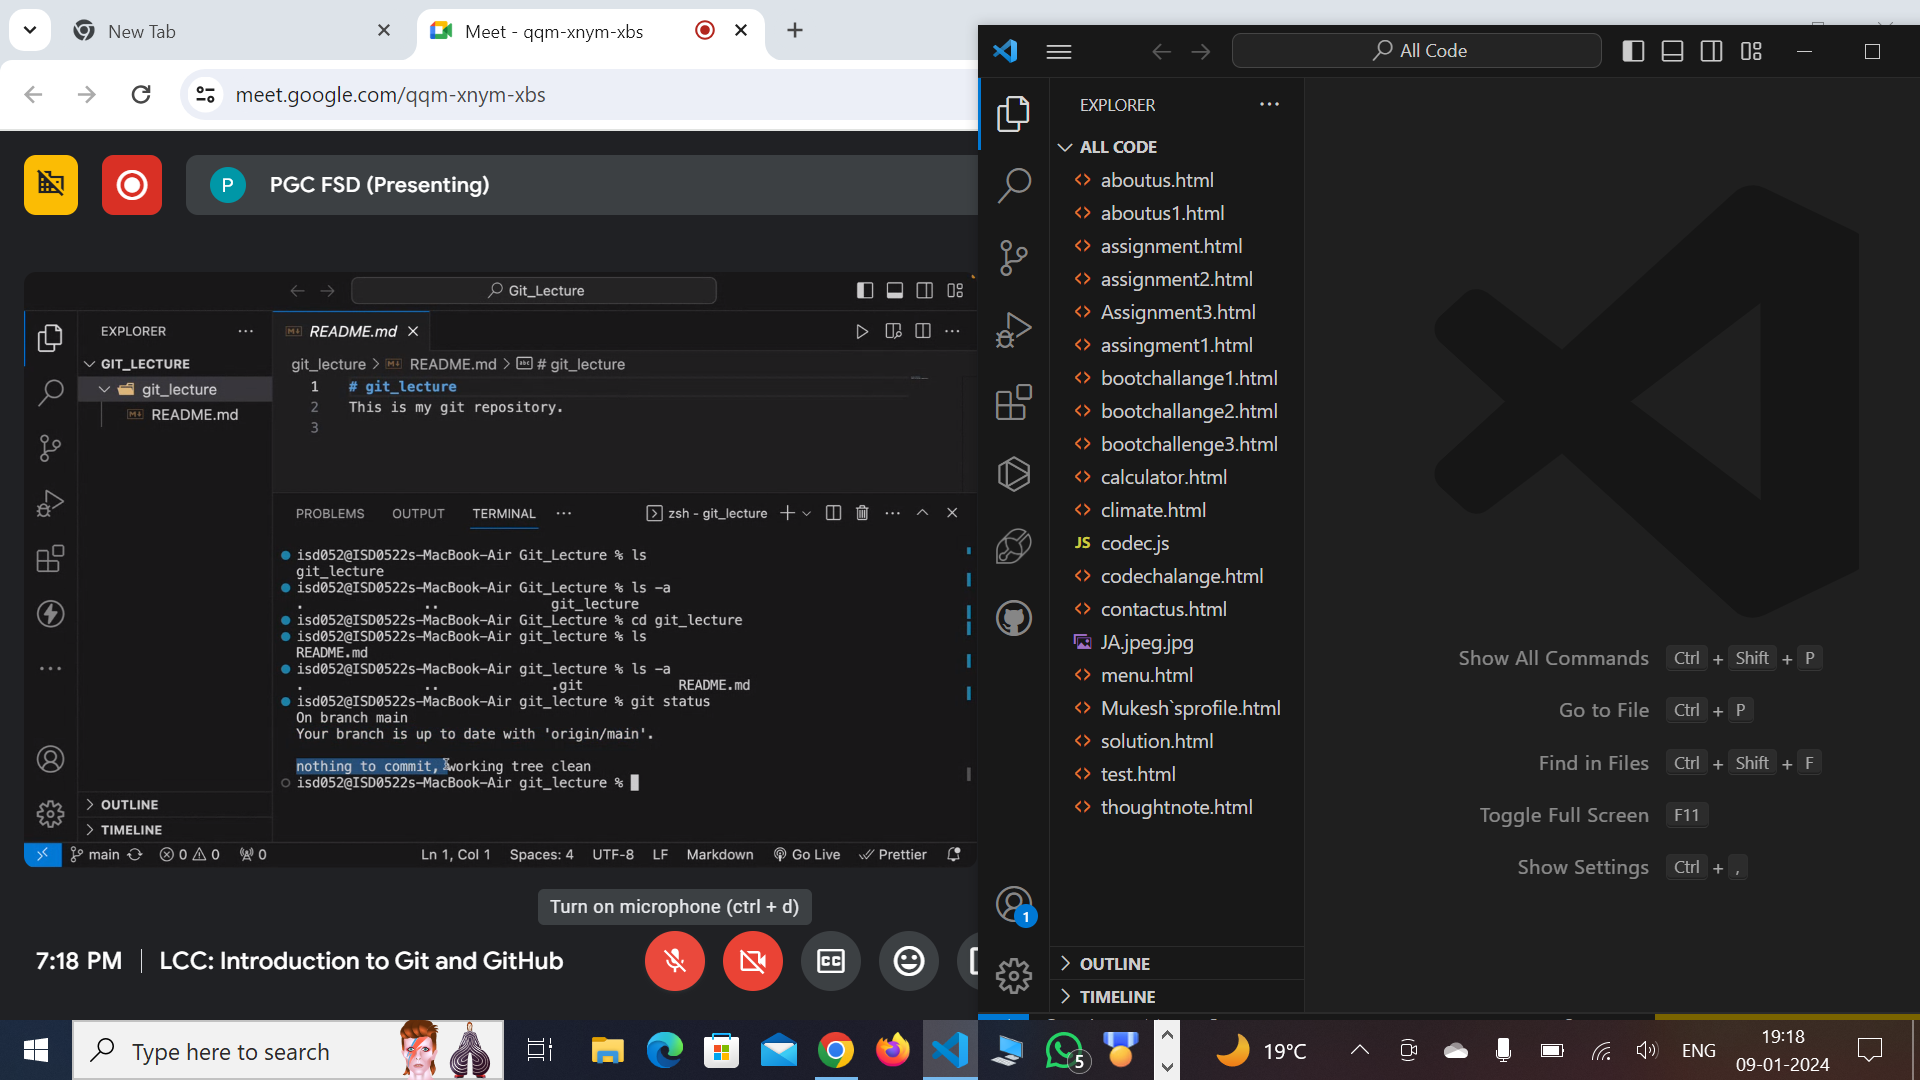 New Tab
Meet - qqm-xnym-xbs
meet.google.com/qqm-xnym-xbs
P
PGC FSD (Presenting)
Git_Lecture
EXPLORER
README.md
GIT_LECTURE
git_lecture > README.md > # git_lecture
git_lecture
README.md
1 # git_lecture
2 This is my git repository.
3
PROBLEMS OUTPUT TERMINAL zsh - git_lecture
isd052@ISD0522s-MacBook-Air Git_Lecture % ls
git_lecture
isd052@ISD0522s-MacBook-Air Git_Lecture % ls -a
. .. git_lecture
isd052@ISD0522s-MacBook-Air Git_Lecture % cd git_lecture
isd052@ISD0522s-MacBook-Air git_lecture % ls
README.md
isd052@ISD0522s-MacBook-Air git_lecture % ls -a
. .. .git README.md
isd052@ISD0522s-MacBook-Air git_lecture % git status
On branch main
Your branch is up to date with 'origin/main'.
nothing to commit, working tree clean
isd052@ISD0522s-MacBook-Air git_lecture %
OUTLINE
TIMELINE
main 0 0 0 Ln 1, Col 1 Spaces: 4 UTF-8 LF Markdown Go Live Prettier
Turn on microphone (ctrl + d)
7:18 PM | LCC: Introduction to Git and GitHub
CC
All Code
EXPLORER
ALL CODE
aboutus.html
aboutus1.html
assignment.html
assignment2.html
Assignment3.html
assingment1.html
bootchallange1.html
bootchallange2.html
bootchallenge3.html
calculator.html
climate.html
JS codec.js
codechalange.html
contactus.html
JA.jpeg.jpg
menu.html
Mukesh`sprofile.html
solution.html
test.html
thoughtnote.html
1
OUTLINE
TIMELINE
Show All Commands Ctrl + Shift + P
Go to File Ctrl + P
Find in Files Ctrl + Shift + F
Toggle Full Screen F11
Show Settings Ctrl + ,
Type here to search
5
19°C
ENG
19:18
09-01-2024